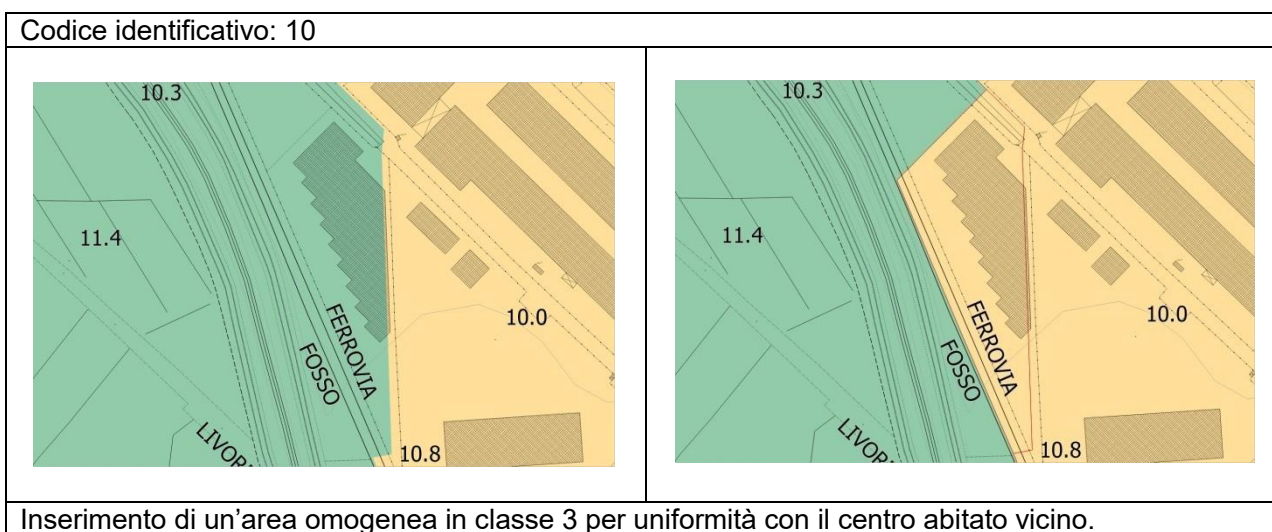 Codice identificativo: 10
10.3
11.4
FERROVIA
FOSSO
10.0
10.8
10.3
11.4
FERROVIA
FOSSO
10.0
10.8
Inserimento di un'area omogenea in classe 3 per uniformità con il centro abitato vicino.